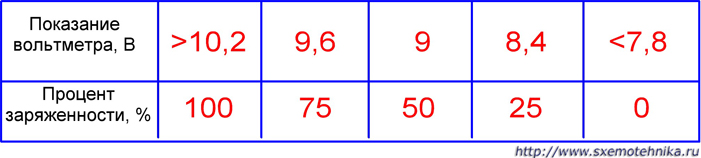 Показание
вольтметра, В
>10,2 9,6 9 8,4 <7,8
Процент
заряженности, %
100 75 50 25 0
http://www.sxemotehnika.ru